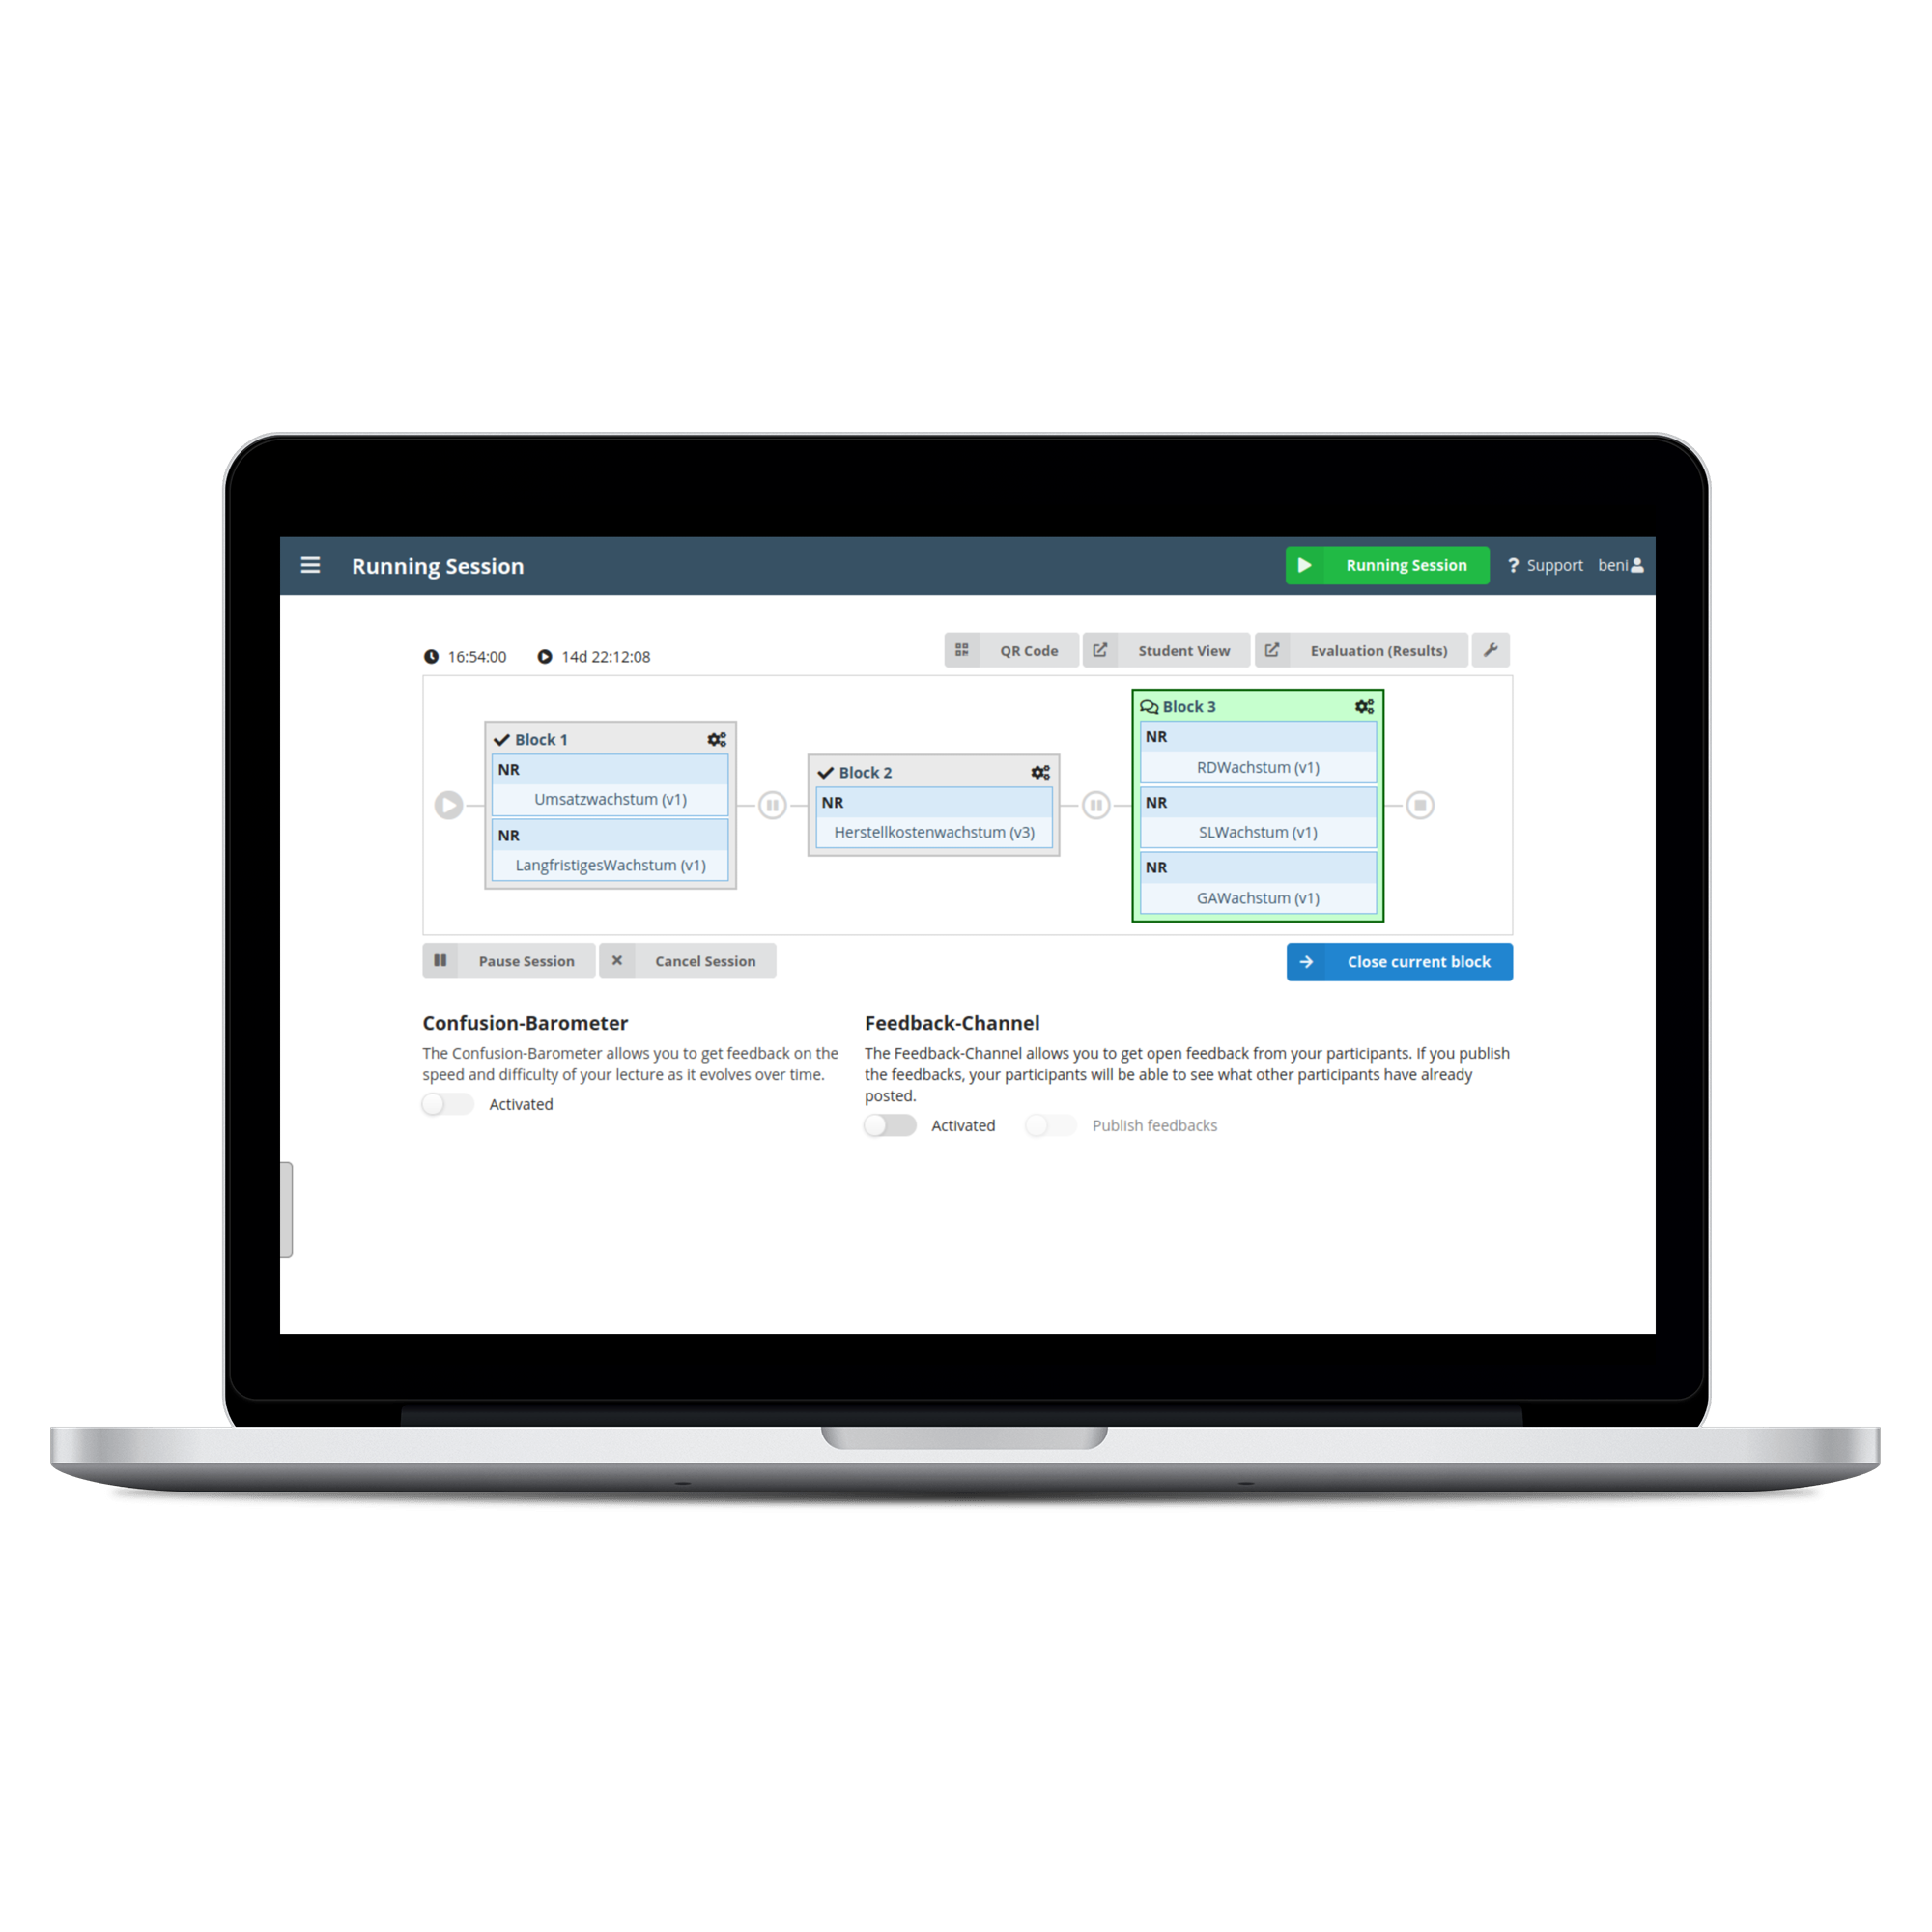 Running Session
Running Session
? Support
beni
16:54:00
14d 22:12:08
QR Code
Student View
Evaluation (Results)
Block 1
NR
Umsatzwachstum (v1)
NR
LangfristigesWachstum (v1)
Block 2
NR
Herstellkostenwachstum (v3)
Block 3
NR
RDWachstum (v1)
NR
SLWachstum (v1)
NR
GAWachstum (v1)
Pause Session
Cancel Session
Close current block
Confusion-Barometer
The Confusion-Barometer allows you to get feedback on the
speed and difficulty of your lecture as it evolves over time.
Activated
Feedback-Channel
The Feedback-Channel allows you to get open feedback from your participants. If you publish
the feedbacks, your participants will be able to see what other participants have already
posted.
Activated
Publish feedbacks